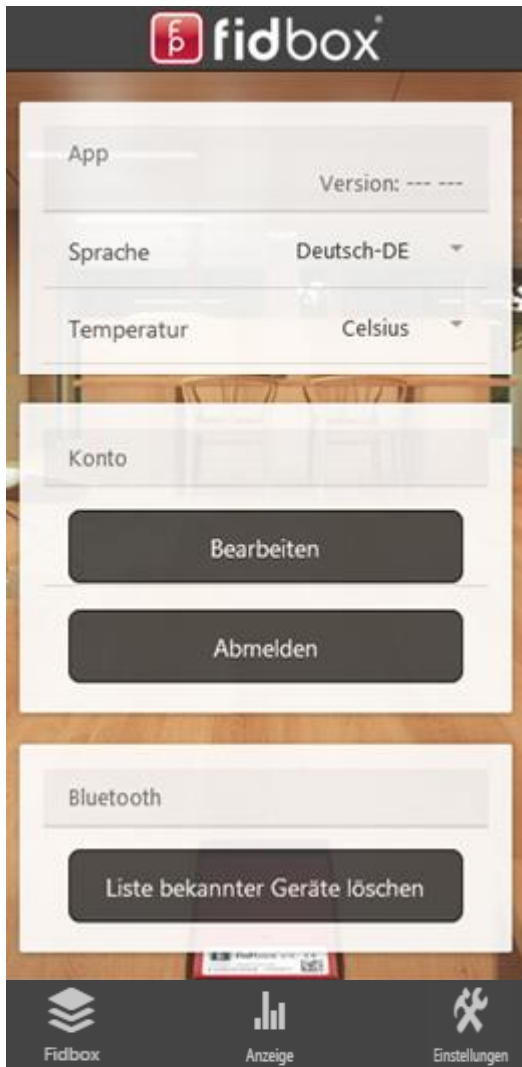 fidbox
App
Version: --- ---
Sprache Deutsch-DE
Temperatur Celsius
Konto
Bearbeiten
Abmelden
Bluetooth
Liste bekannter Geräte löschen
Fidbox Anzeige Einstellungen